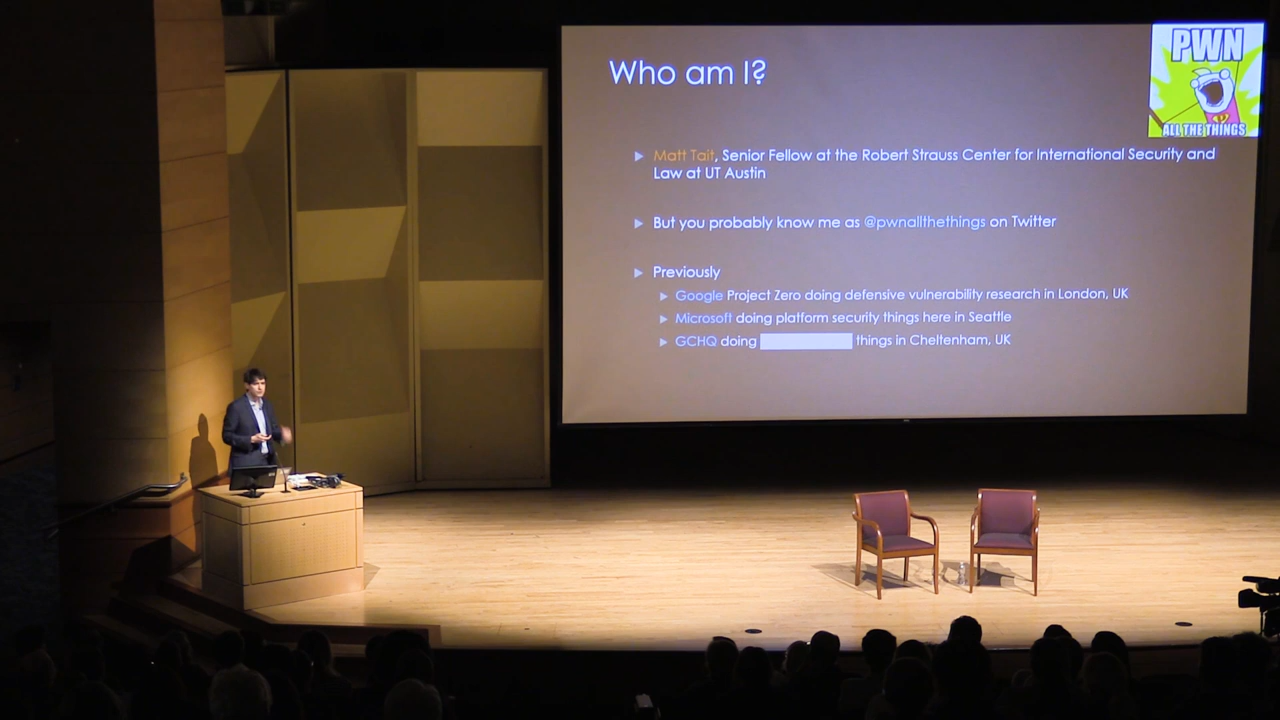 Who am I?
PWN
ALL THE THINGS
Matt Tait, Senior Fellow at the Robert Strauss Center for International Security and
Law at UT Austin
But you probably know me as @pwnallthethings on Twitter
Previously
Google Project Zero doing defensive vulnerability research in London, UK
Microsoft doing platform security things here in Seattle
GCHQ doing things in Cheltenham, UK